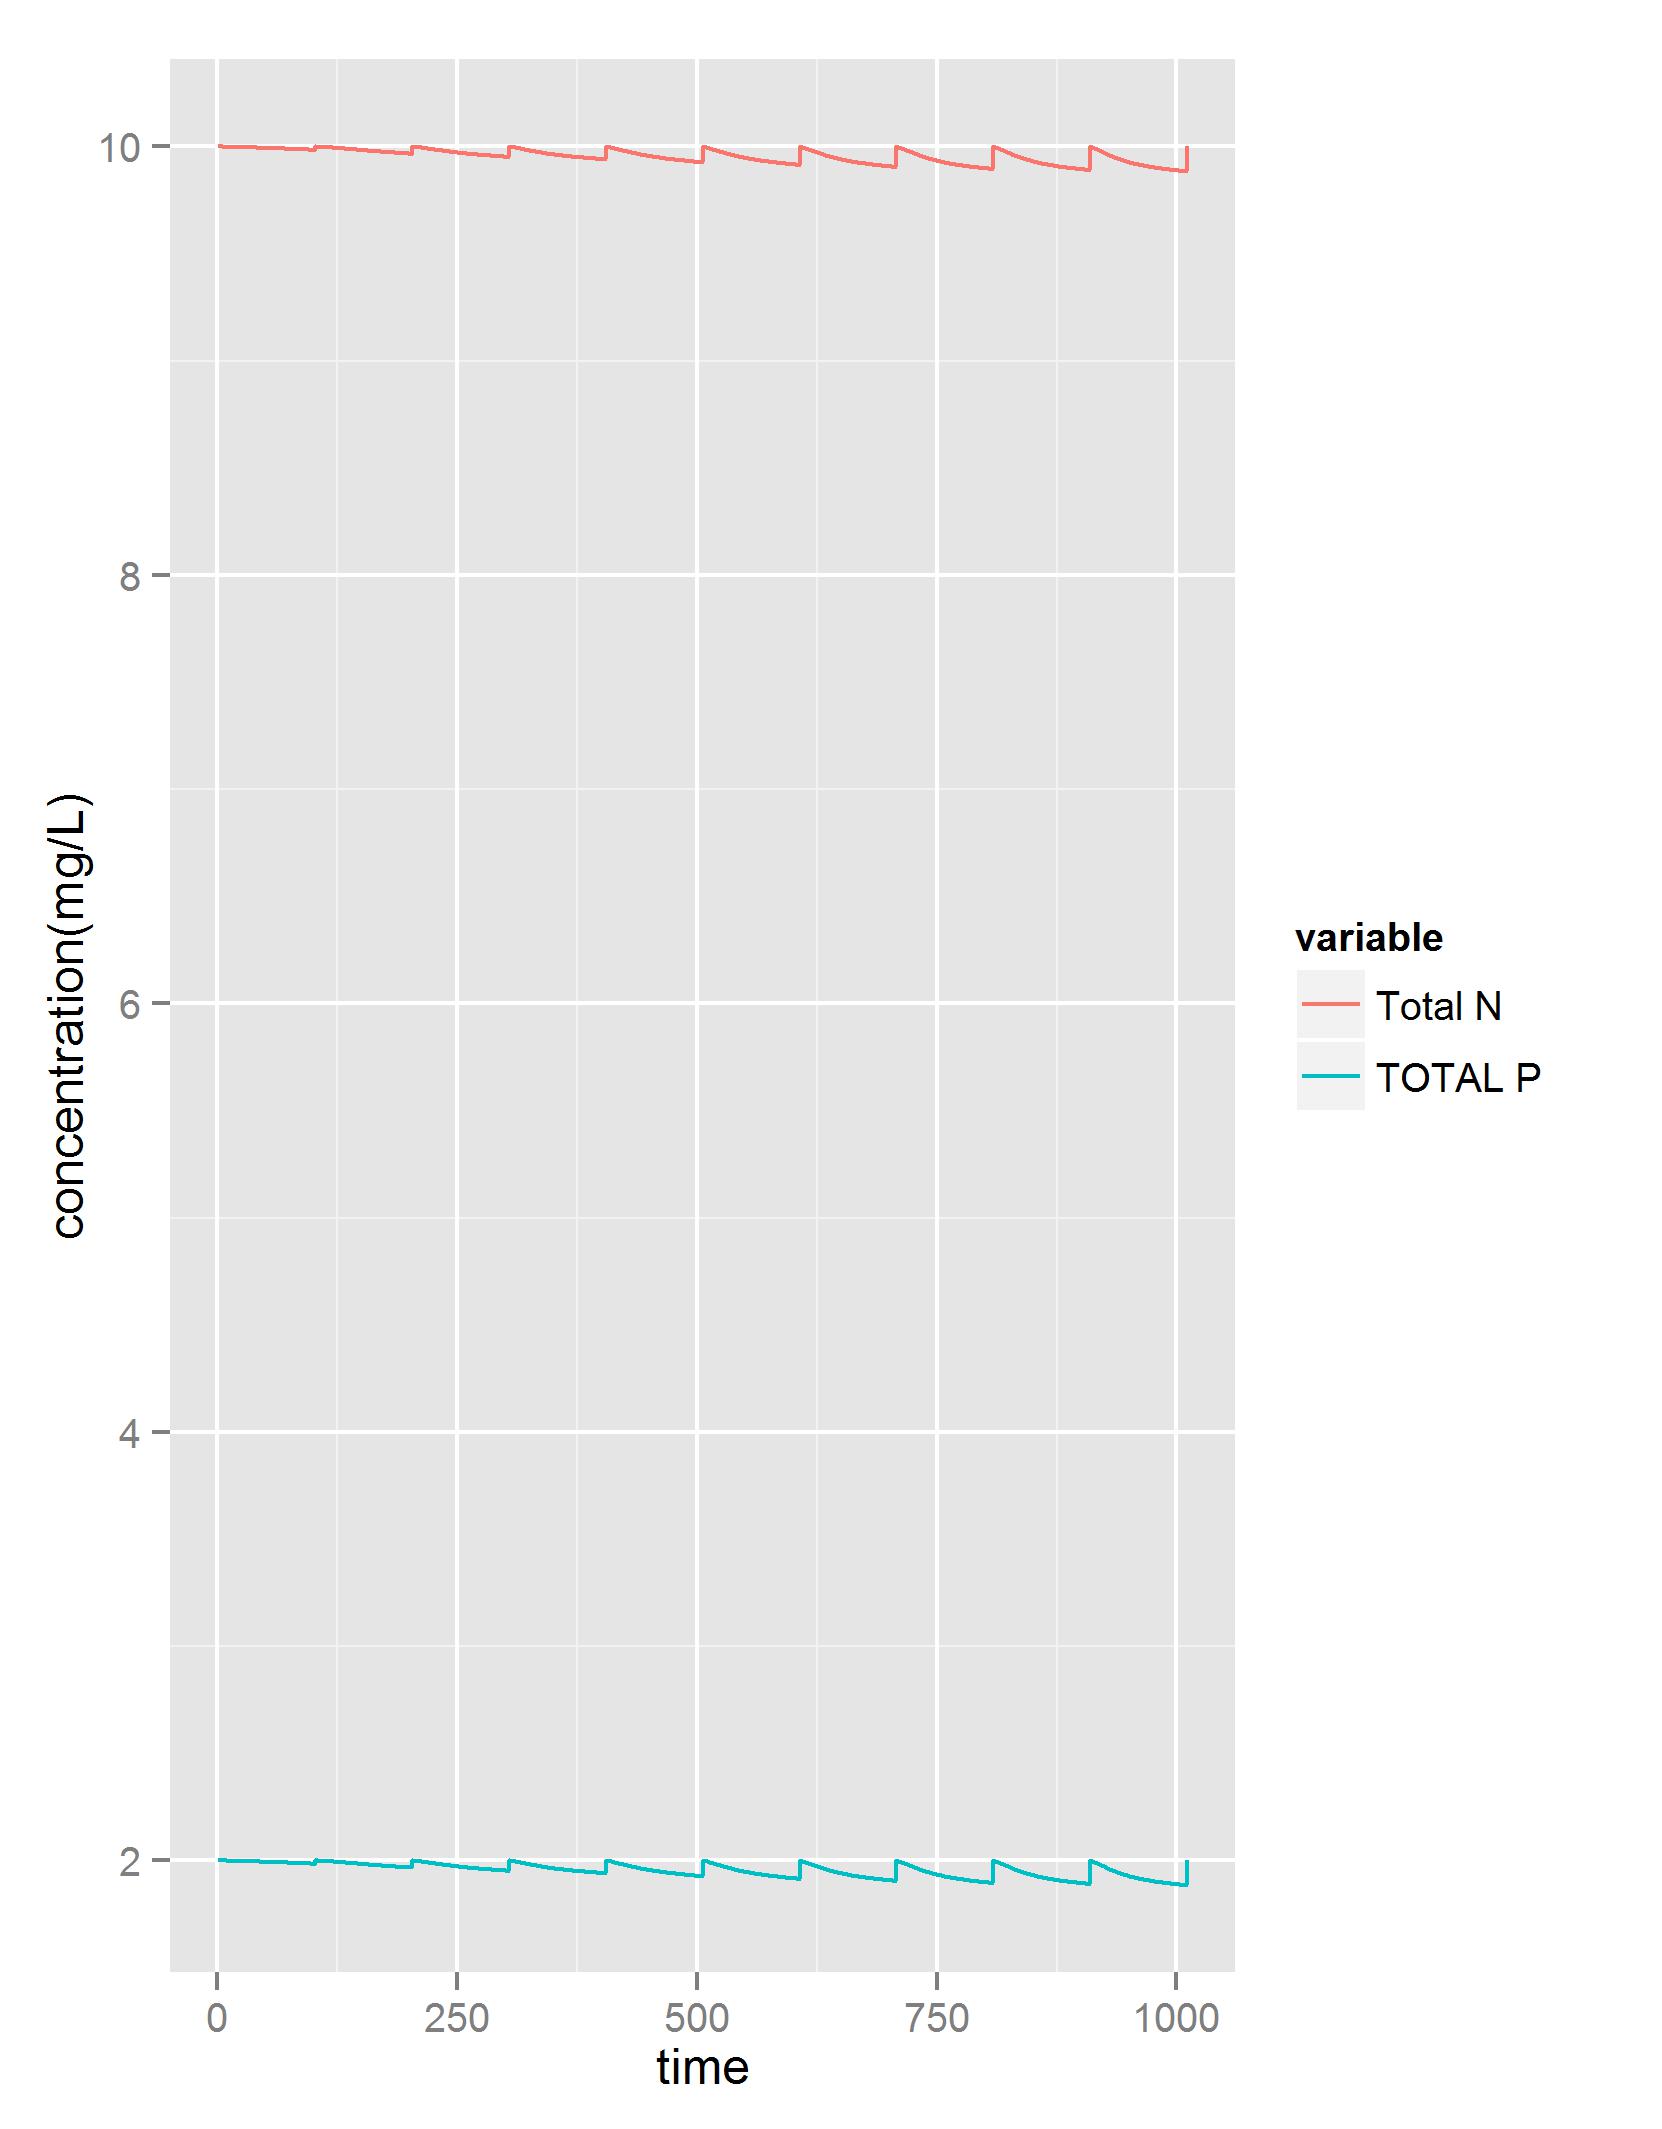 10
8
6
4
2
concentration(mg/L)
0 250 500 750 1000
time
variable
Total N
TOTAL P